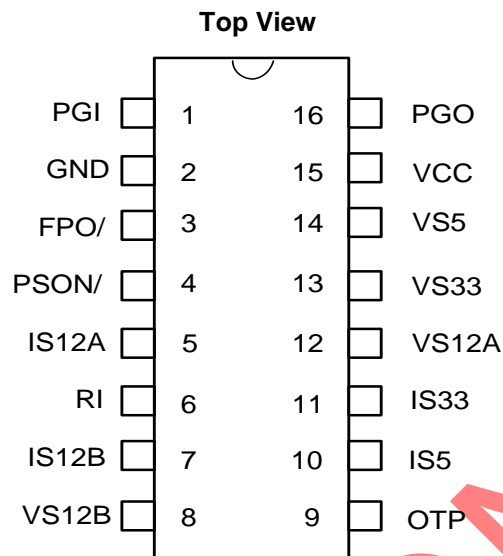 Top View
PGI 1 16 PGO
GND 2 15 VCC
FPO/ 3 14 VS5
PSON/ 4 13 VS33
IS12A 5 12 VS12A
RI 6 11 IS33
IS12B 7 10 IS5
VS12B 8 9 OTP